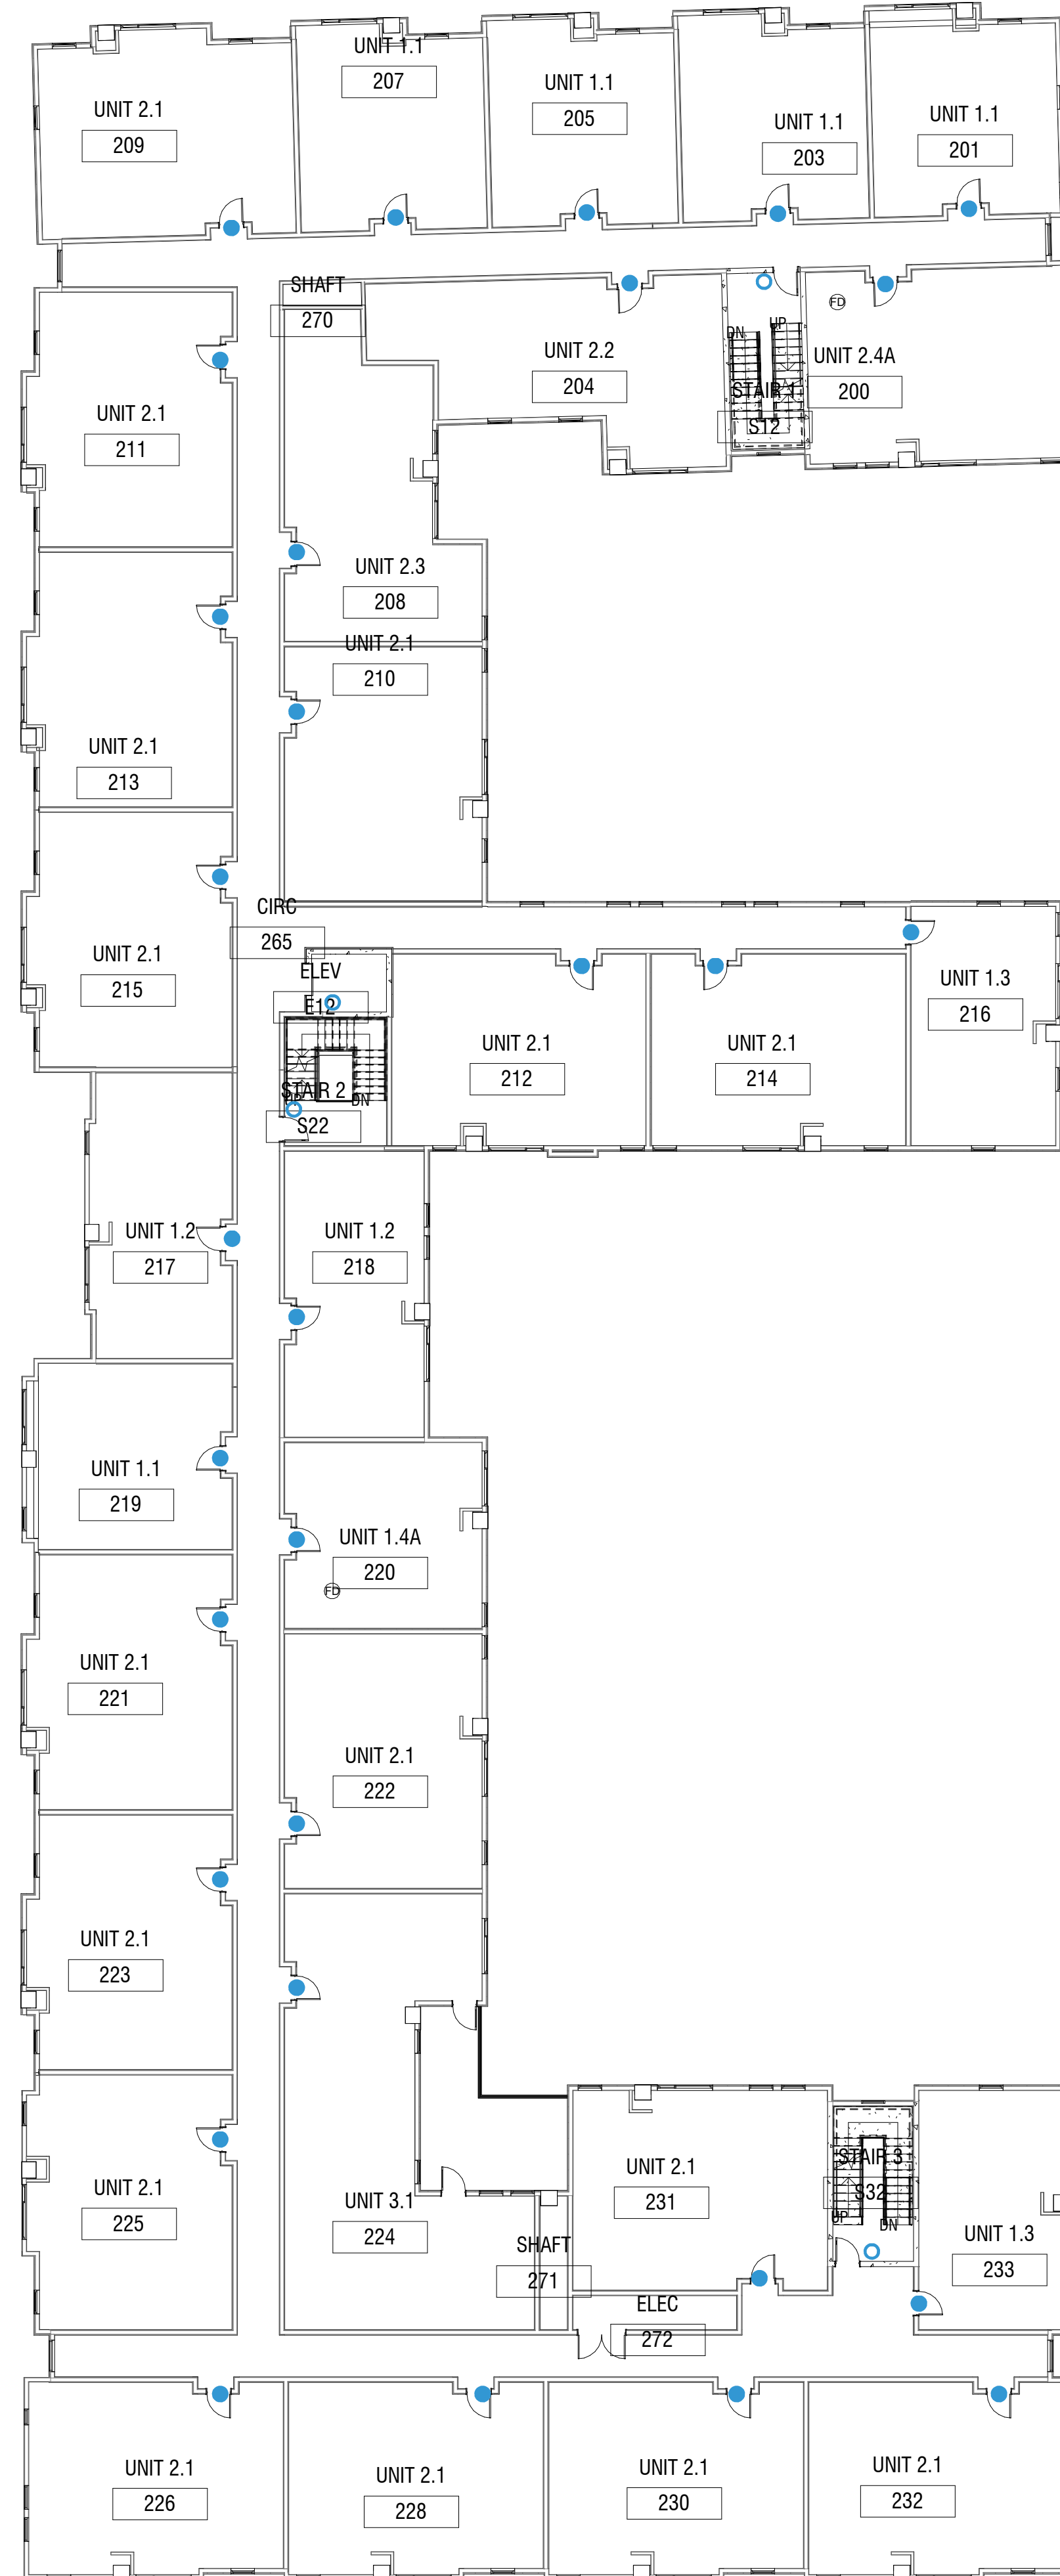 UNIT 1.1
207
UNIT 2.1
209
UNIT 1.1
205
UNIT 1.1
203
UNIT 1.1
201
SHAFT
270
FD
UNIT 2.2
204
DN
UP
STAIR 1
S12
UNIT 2.4A
200
UNIT 2.1
211
UNIT 2.3
208
UNIT 2.1
210
UNIT 2.1
213
CIRC
265
UNIT 2.1
215
ELEV
E12
UNIT 1.3
216
UNIT 2.1
212
UNIT 2.1
214
STAIR 2
UP
DN
S22
UNIT 1.2
217
UNIT 1.2
218
UNIT 1.1
219
UNIT 1.4A
220
FD
UNIT 2.1
221
UNIT 2.1
222
UNIT 2.1
223
UNIT 2.1
225
UNIT 3.1
224
UNIT 2.1
231
STAIR 3
S32
UP
DN
SHAFT
271
UNIT 1.3
233
ELEC
272
UNIT 2.1
226
UNIT 2.1
228
UNIT 2.1
230
UNIT 2.1
232